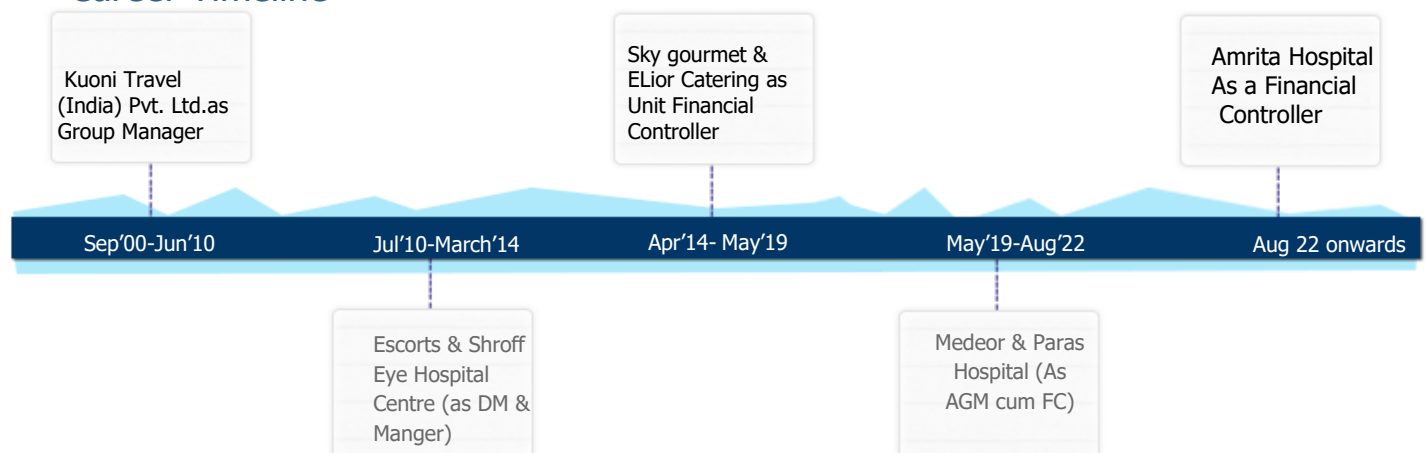 Career Timeline
Kuoni Travel
(India) Pvt. Ltd.as
Group Manager
Sky gourmet &
ELior Catering as
Unit Financial
Controller
Amrita Hospital
As a Financial
Controller
Sep’00-Jun’10
Jul’10-March’14
Apr’14- May’19
May’19-Aug’22
Aug 22 onwards
Escorts & Shroff
Eye Hospital
Centre (as DM &
Manger)
Medeor & Paras
Hospital (As
AGM cum FC)